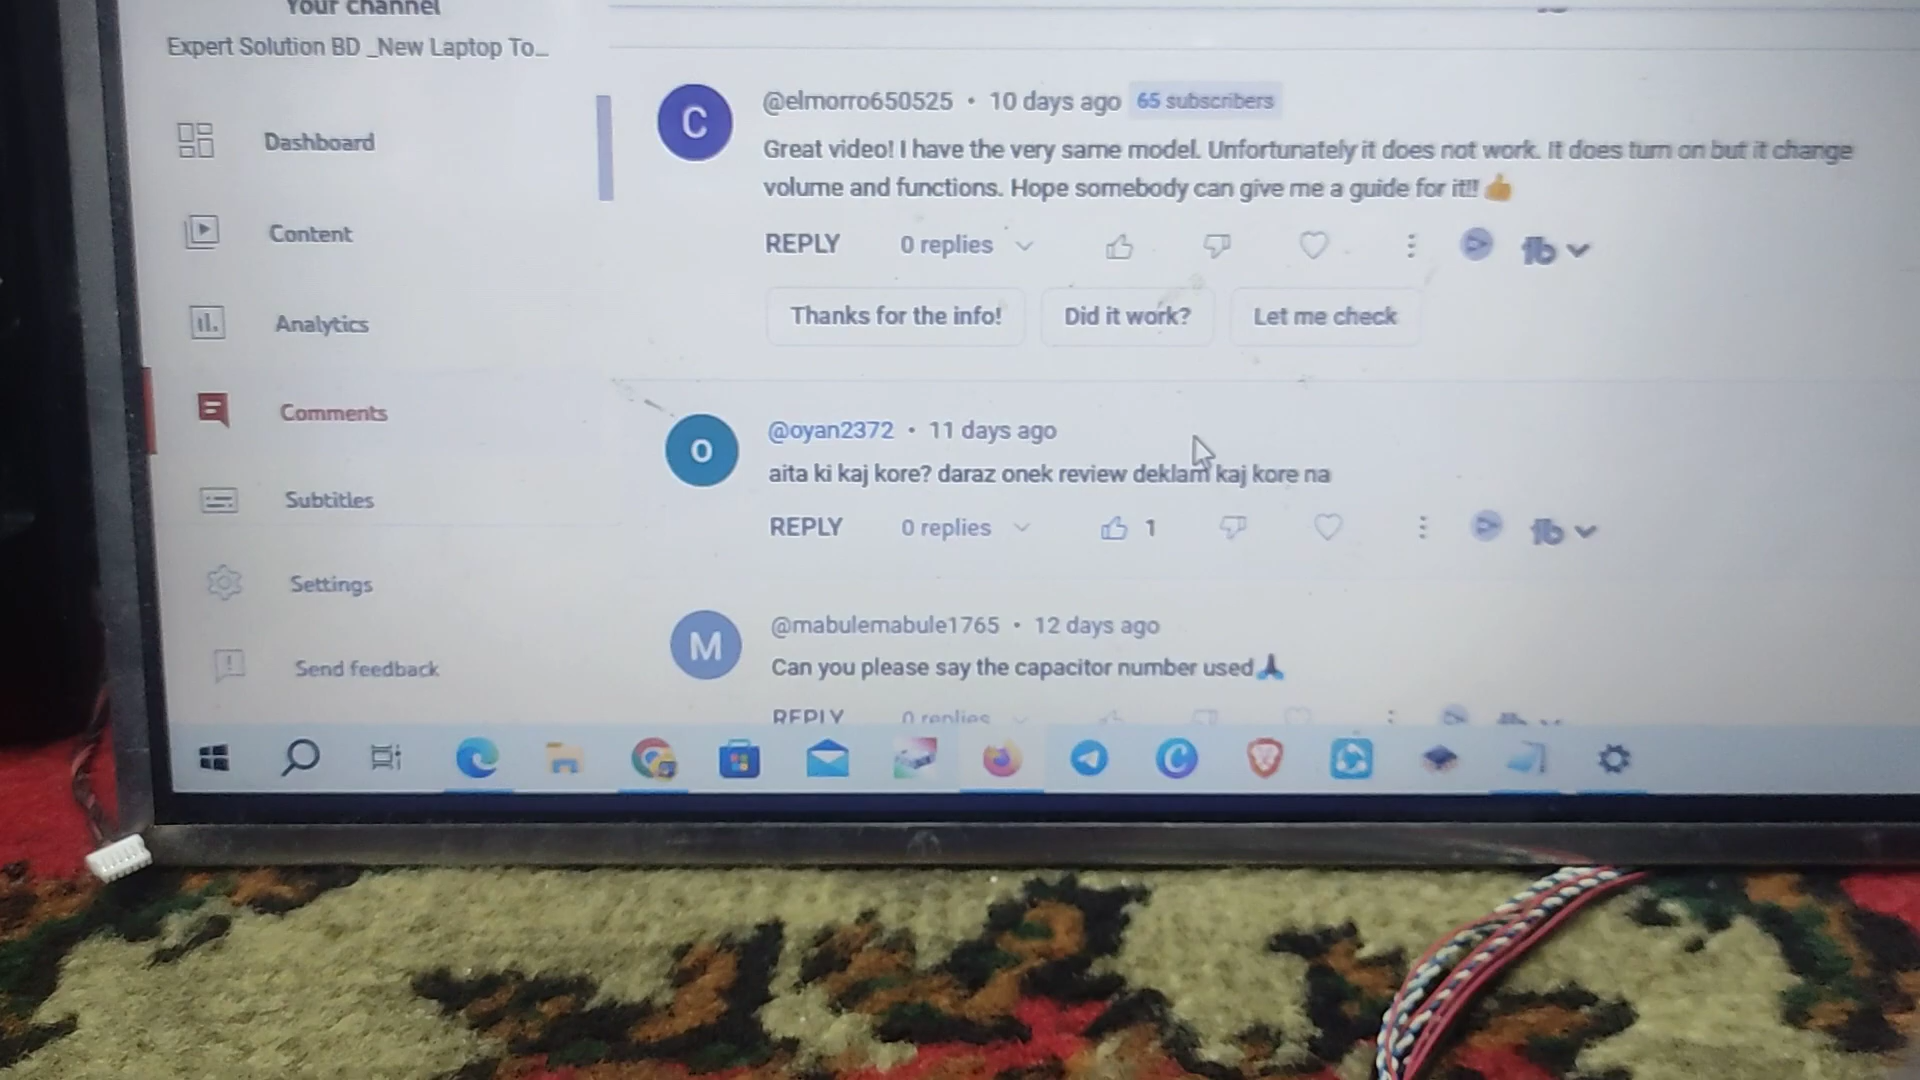 Your channel
Expert Solution BD _New Laptop To...
Dashboard
Content
Analytics
Comments
Subtitles
Settings
Send feedback
C
@elmorro650525 • 10 days ago 65 subscribers
Great video! I have the very same model. Unfortunately it does not work. It does turn on but it change
volume and functions. Hope somebody can give me a guide for it!!! 👍
REPLY 0 replies
Thanks for the info! Did it work? Let me check
O
@oyan2372 • 11 days ago
aita ki kaj kore? daraz onek review deklam kaj kore na
REPLY 0 replies 1
M
@mabulemabule1765 • 12 days ago
Can you please say the capacitor number used🙏
REPLY 0 replies